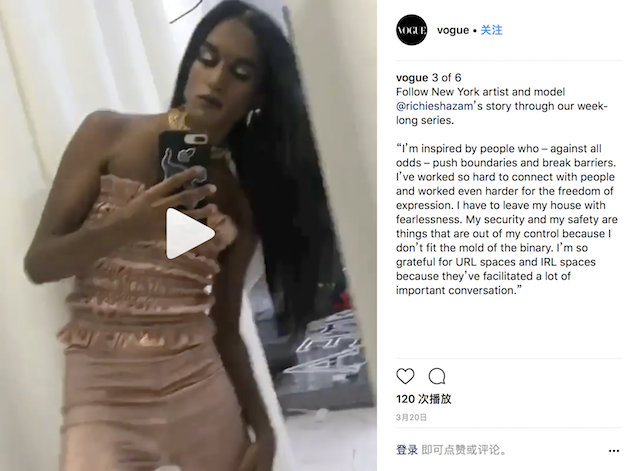 VOGUE
vogue • 关注
vogue 3 of 6
Follow New York artist and model
@richieshazam's story through our week-
long series.
“I'm inspired by people who – against all
odds – push boundaries and break barriers.
I've worked so hard to connect with people
and worked even harder for the freedom of
expression. I have to leave my house with
fearlessness. My security and my safety are
things that are out of my control because I
don't fit the mold of the binary. I'm so
grateful for URL spaces and IRL spaces
because they've facilitated a lot of
important conversation.”
120 次播放
3月20日
登录 即可点赞或评论。